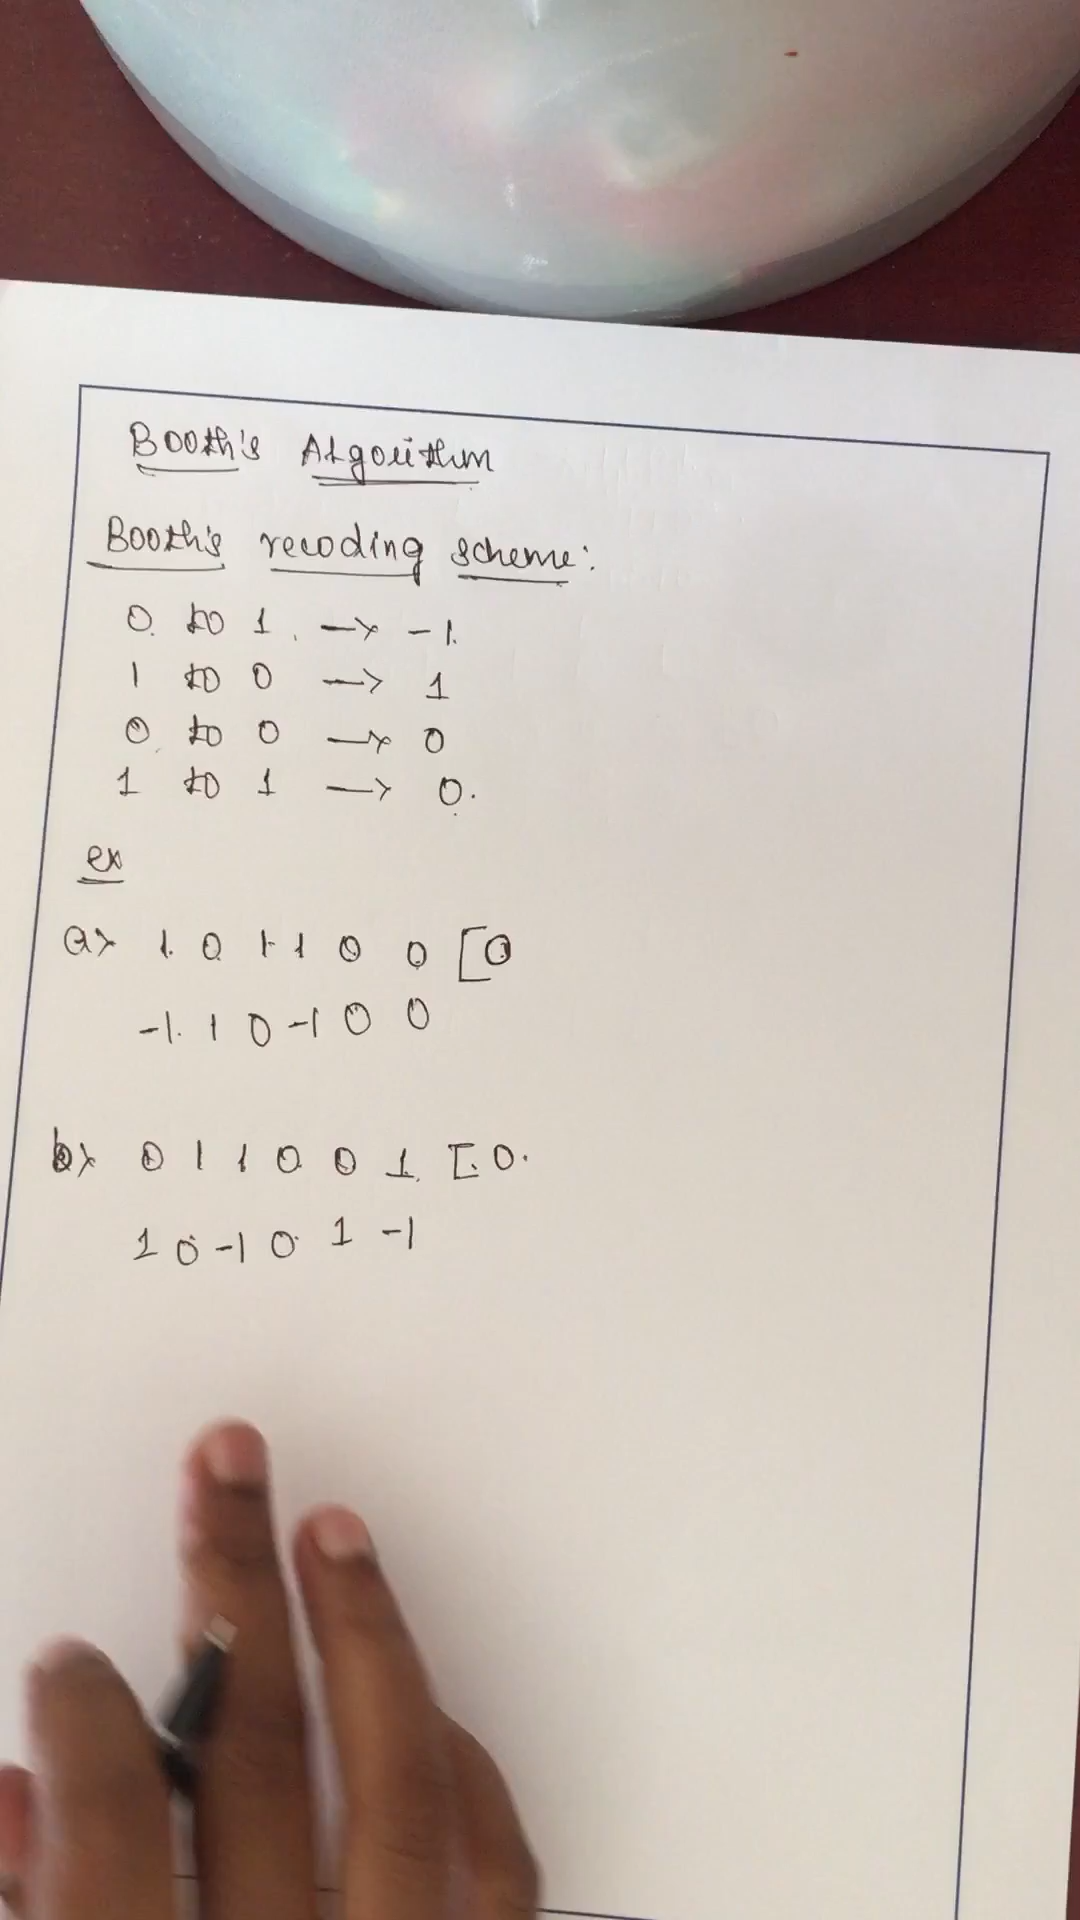 Booth's Algorithm
Booth's recoding scheme:
0 to 1 → -1.
1 to 0 → 1
0 to 0 → 0
1 to 1 → 0.
ex
a> 1 0 1 1 0 0 [0
-1 1 0 -1 0 0
b> 0 1 1 0 0 1 [0.
1 0 -1 0 1 -1